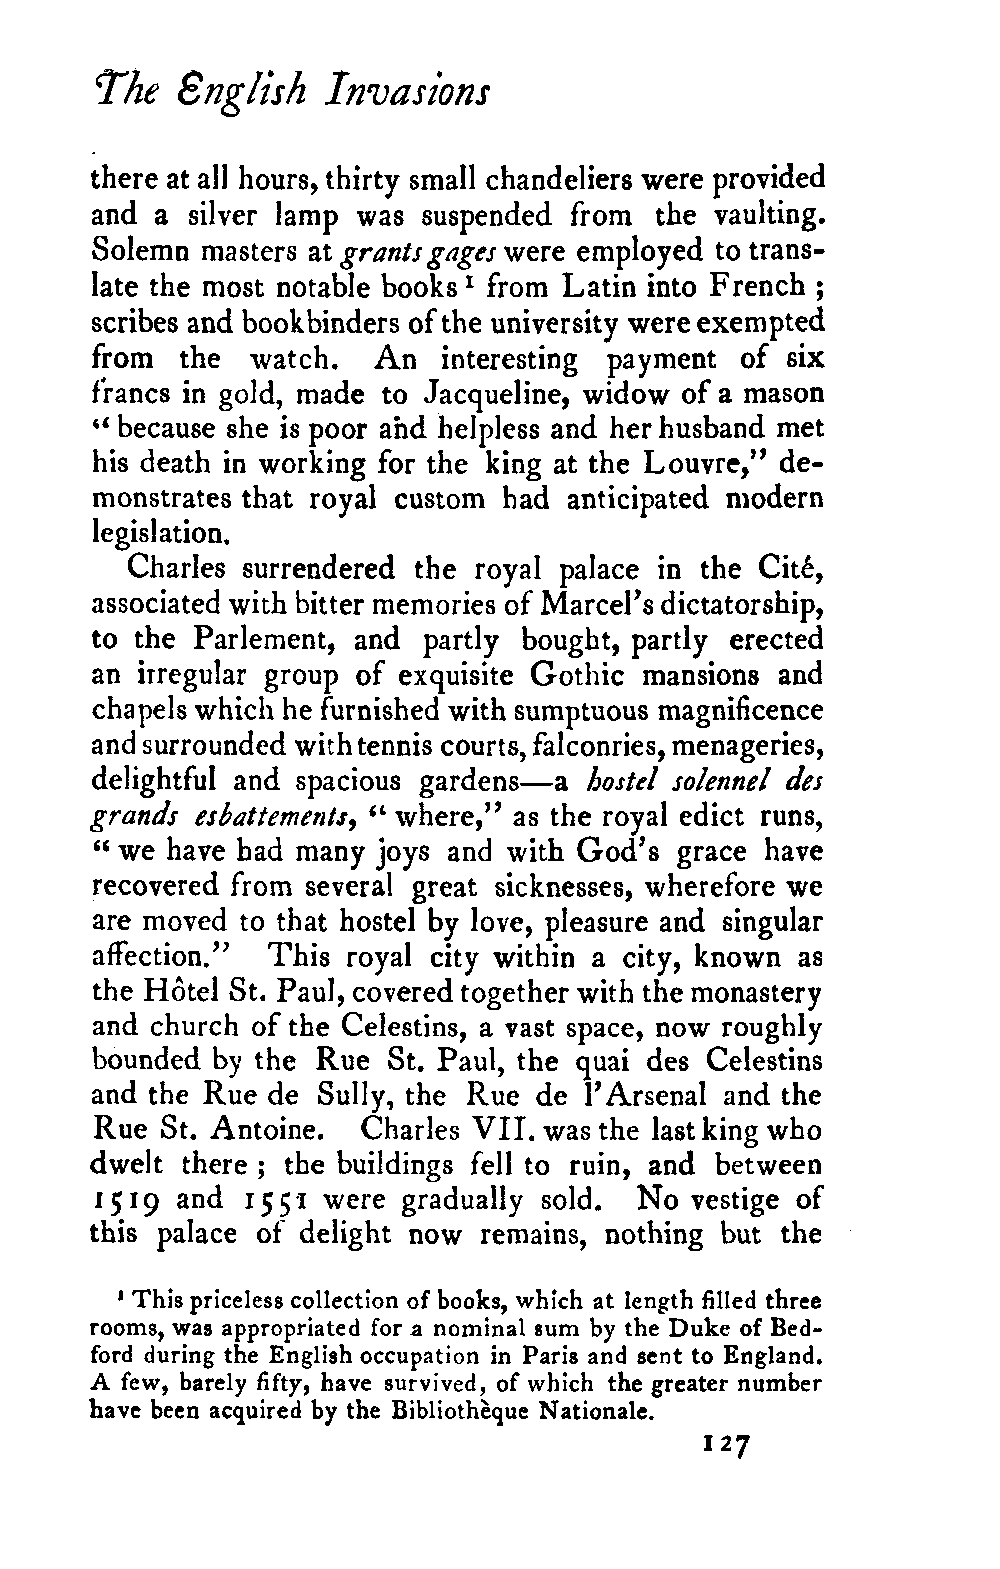 The English Invasions
there at all hours, thirty small chandeliers were provided
and a silver lamp was suspended from the vaulting.
Solemn masters at grants gages were employed to trans-
late the most notable books ¹ from Latin into French ;
scribes and bookbinders of the university were exempted
from the watch. An interesting payment of six
francs in gold, made to Jacqueline, widow of a mason
“ because she is poor and helpless and her husband met
his death in working for the king at the Louvre,” de-
monstrates that royal custom had anticipated modern
legislation.
Charles surrendered the royal palace in the Cité,
associated with bitter memories of Marcel’s dictatorship,
to the Parlement, and partly bought, partly erected
an irregular group of exquisite Gothic mansions and
chapels which he furnished with sumptuous magnificence
and surrounded with tennis courts, falconries, menageries,
delightful and spacious gardens—a hostel solennel des
grands esbattements, “ where,” as the royal edict runs,
“ we have had many joys and with God’s grace have
recovered from several great sicknesses, wherefore we
are moved to that hostel by love, pleasure and singular
affection.” This royal city within a city, known as
the Hôtel St. Paul, covered together with the monastery
and church of the Celestins, a vast space, now roughly
bounded by the Rue St. Paul, the quai des Celestins
and the Rue de Sully, the Rue de l’Arsenal and the
Rue St. Antoine. Charles VII. was the last king who
dwelt there ; the buildings fell to ruin, and between
1519 and 1551 were gradually sold. No vestige of
this palace of delight now remains, nothing but the
¹ This priceless collection of books, which at length filled three
rooms, was appropriated for a nominal sum by the Duke of Bed-
ford during the English occupation in Paris and sent to England.
A few, barely fifty, have survived, of which the greater number
have been acquired by the Bibliothèque Nationale.
127